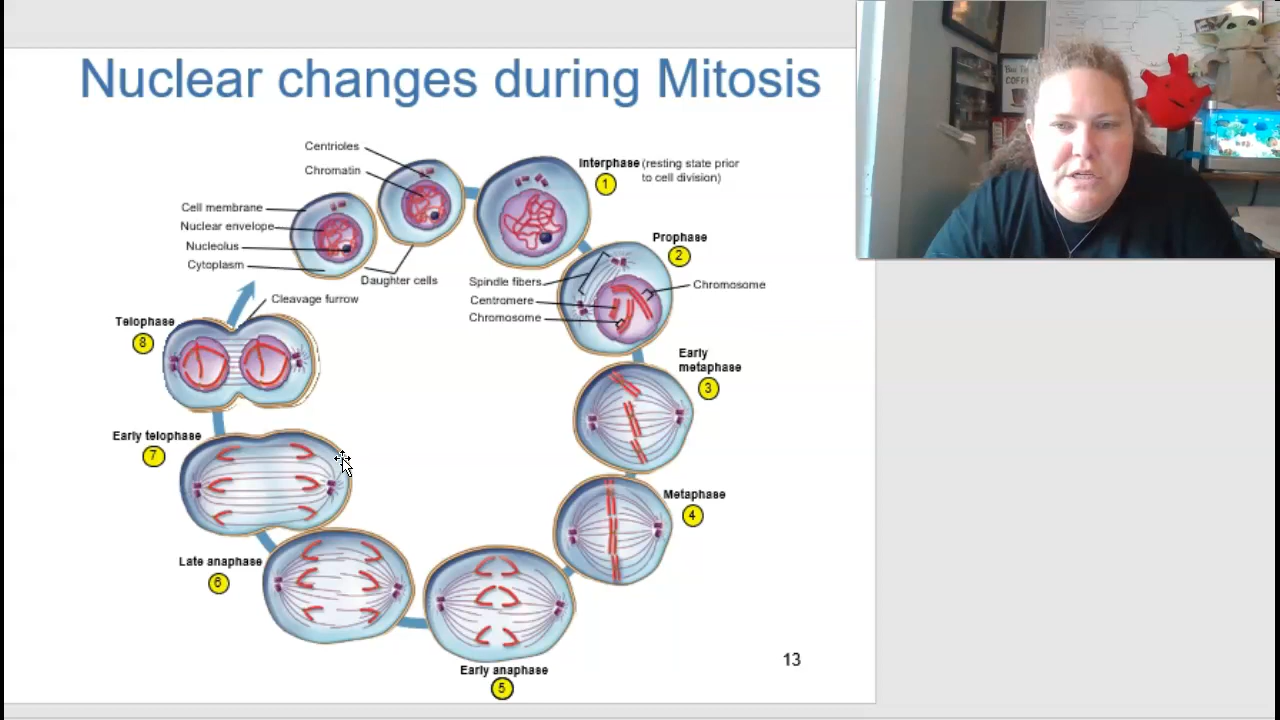 Nuclear changes during Mitosis
Centrioles
Chromatin
Interphase (resting state prior
to cell division)
1
Cell membrane
Nuclear envelope
Nucleolus
Cytoplasm
Daughter cells
Prophase
2
Spindle fibers
Centromere
Chromosome
Chromosome
Cleavage furrow
Telophase
8
Early
metaphase
3
Early telophase
7
Metaphase
4
Late anaphase
6
Early anaphase
5
13